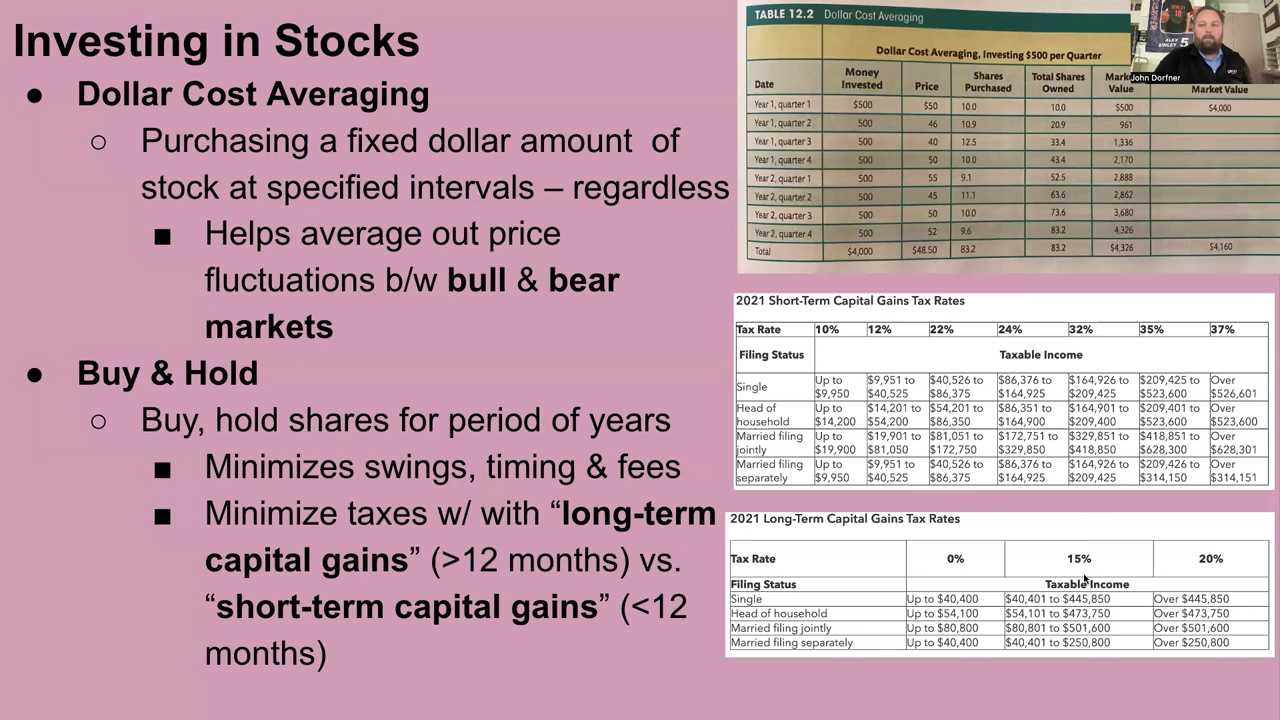 Investing in Stocks
● Dollar Cost Averaging
○ Purchasing a fixed dollar amount of
stock at specified intervals – regardless
■ Helps average out price
fluctuations b/w bull & bear
markets
● Buy & Hold
○ Buy, hold shares for period of years
■ Minimizes swings, timing & fees
■ Minimize taxes w/ with “long-term
capital gains” (>12 months) vs.
“short-term capital gains” (<12
months)
TABLE 12.2 Dollar Cost Averaging
Dollar Cost Averaging, Investing $500 per Quarter
Date Money Invested Price Shares Purchased Total Shares Owned Value Market Value
Year 1, quarter 1 $500 $50 10.0 10.0 $500 $4,000
Year 1, quarter 2 500 46 10.9 20.9 961
Year 1, quarter 3 500 40 12.5 33.4 1,336
Year 1, quarter 4 500 50 10.0 43.4 2,170
Year 2, quarter 1 500 55 9.1 52.5 2,888
Year 2, quarter 2 500 45 11.1 63.6 2,862
Year 2, quarter 3 500 50 10.0 73.6 3,680
Year 2, quarter 4 500 52 9.6 83.2 4,326
Total $4,000 $48.50 83.2 83.2 $4,326 $4,160
John Dorfner
2021 Short-Term Capital Gains Tax Rates
Tax Rate 10% 12% 22% 24% 32% 35% 37%
Filing Status Taxable Income
Single Up to $9,950 $9,951 to $40,525 $40,526 to $86,375 $86,376 to $164,925 $164,926 to $209,425 $209,425 to $523,600 Over $526,601
Head of household Up to $14,200 $14,201 to $54,200 $54,201 to $86,350 $86,351 to $164,900 $164,901 to $209,400 $209,401 to $523,600 Over $523,600
Married filing jointly Up to $19,900 $19,901 to $81,050 $81,051 to $172,750 $172,751 to $329,850 $329,851 to $418,850 $418,851 to $628,300 Over $628,301
Married filing separately Up to $9,950 $9,951 to $40,525 $40,526 to $86,375 $86,376 to $164,925 $164,926 to $209,425 $209,426 to $314,150 Over $314,151
2021 Long-Term Capital Gains Tax Rates
Tax Rate 0% 15% 20%
Filing Status Taxable Income
Single Up to $40,400 $40,401 to $445,850 Over $445,850
Head of household Up to $54,100 $54,101 to $473,750 Over $473,750
Married filing jointly Up to $80,800 $80,801 to $501,600 Over $501,600
Married filing separately Up to $40,400 $40,401 to $250,800 Over $250,800